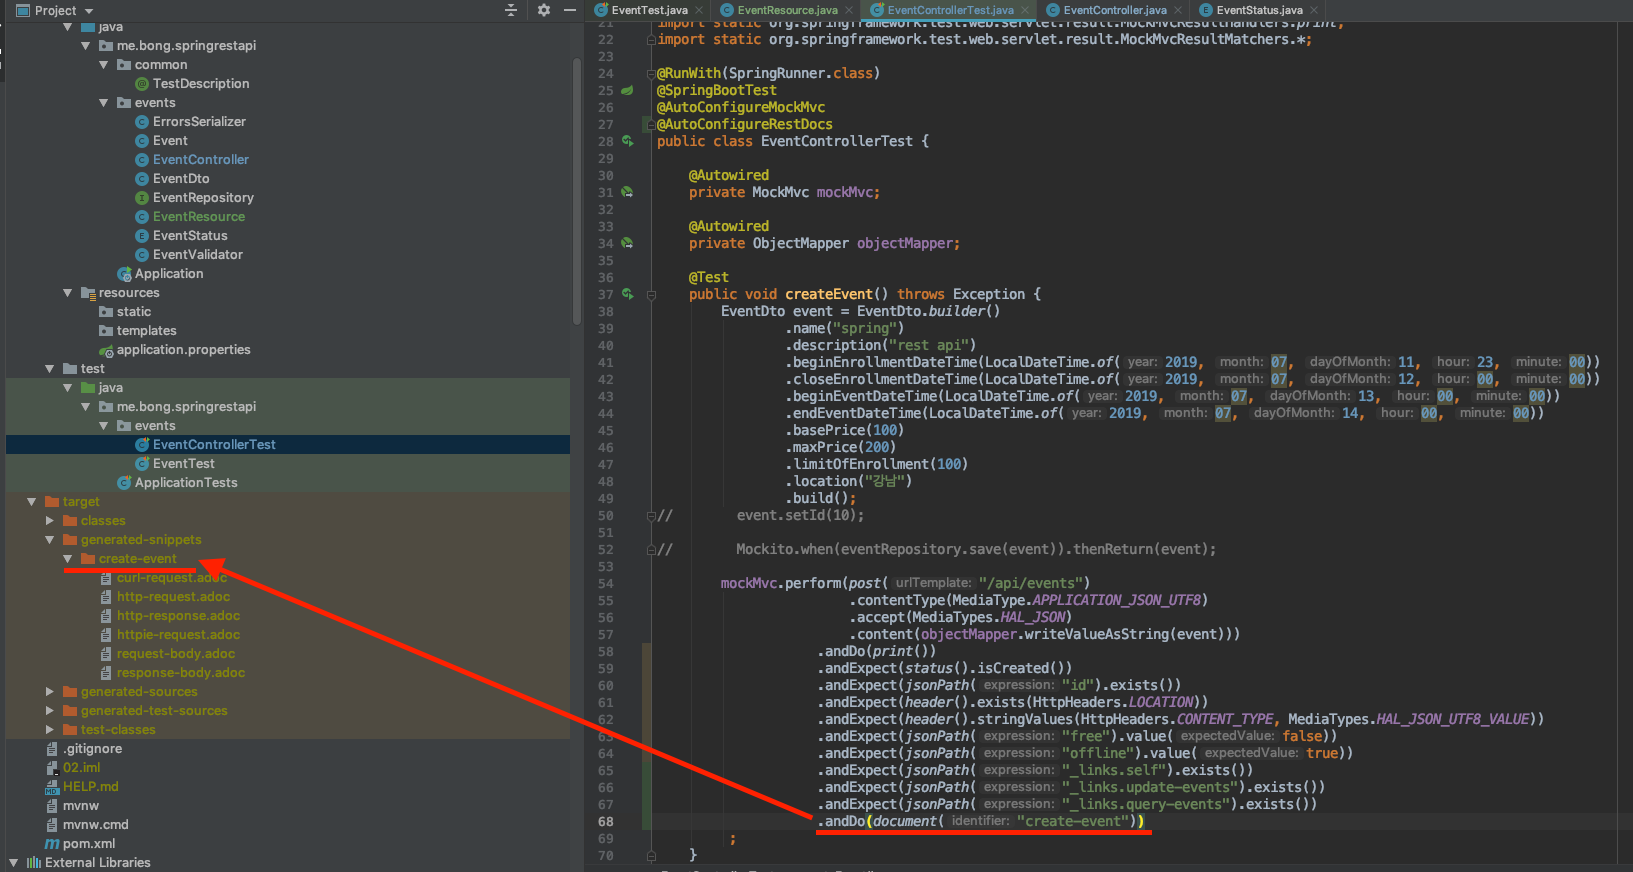 Project
java
me.bong.springrestapi
common
TestDescription
events
ErrorsSerializer
Event
EventController
EventDto
EventRepository
EventResource
EventStatus
EventValidator
Application
resources
static
templates
application.properties
test
java
me.bong.springrestapi
events
EventControllerTest
EventTest
ApplicationTests
target
classes
generated-snippets
create-event
curl-request.adoc
http-request.adoc
http-response.adoc
httpie-request.adoc
request-body.adoc
response-body.adoc
generated-sources
generated-test-sources
test-classes
.gitignore
02.iml
HELP.md
mvnw
mvnw.cmd
pom.xml
External Libraries
EventTest.java EventResource.java EventControllerTest.java EventController.java EventStatus.java
21 import static org.springframework.test.web.servlet.result.MockMvcResultHandlers.print;
22 import static org.springframework.test.web.servlet.result.MockMvcResultMatchers.*;
23
24 @RunWith(SpringRunner.class)
25 @SpringBootTest
26 @AutoConfigureMockMvc
27 @AutoConfigureRestDocs
28 public class EventControllerTest {
29
30 @Autowired
31 private MockMvc mockMvc;
32
33 @Autowired
34 private ObjectMapper objectMapper;
35
36 @Test
37 public void createEvent() throws Exception {
38 EventDto event = EventDto.builder()
39 .name("spring")
40 .description("rest api")
41 .beginEnrollmentDateTime(LocalDateTime.of( year: 2019, month: 07, dayOfMonth: 11, hour: 23, minute: 00))
42 .closeEnrollmentDateTime(LocalDateTime.of( year: 2019, month: 07, dayOfMonth: 12, hour: 00, minute: 00))
43 .beginEventDateTime(LocalDateTime.of( year: 2019, month: 07, dayOfMonth: 13, hour: 00, minute: 00))
44 .endEventDateTime(LocalDateTime.of( year: 2019, month: 07, dayOfMonth: 14, hour: 00, minute: 00))
45 .basePrice(100)
46 .maxPrice(200)
47 .limitOfEnrollment(100)
48 .location("강남")
49 .build();
50 // event.setId(10);
51
52 // Mockito.when(eventRepository.save(event)).thenReturn(event);
53
54 mockMvc.perform(post( urlTemplate: "/api/events")
55 .contentType(MediaType.APPLICATION_JSON_UTF8)
56 .accept(MediaTypes.HAL_JSON)
57 .content(objectMapper.writeValueAsString(event)))
58 .andDo(print())
59 .andExpect(status().isCreated())
60 .andExpect(jsonPath( expression: "id").exists())
61 .andExpect(header().exists(HttpHeaders.LOCATION))
62 .andExpect(header().stringValues(HttpHeaders.CONTENT_TYPE, MediaTypes.HAL_JSON_UTF8_VALUE))
63 .andExpect(jsonPath( expression: "free").value( expectedValue: false))
64 .andExpect(jsonPath( expression: "offline").value( expectedValue: true))
65 .andExpect(jsonPath( expression: "_links.self").exists())
66 .andExpect(jsonPath( expression: "_links.update-events").exists())
67 .andExpect(jsonPath( expression: "_links.query-events").exists())
68 .andDo(document( identifier: "create-event"))
69 ;
70 }